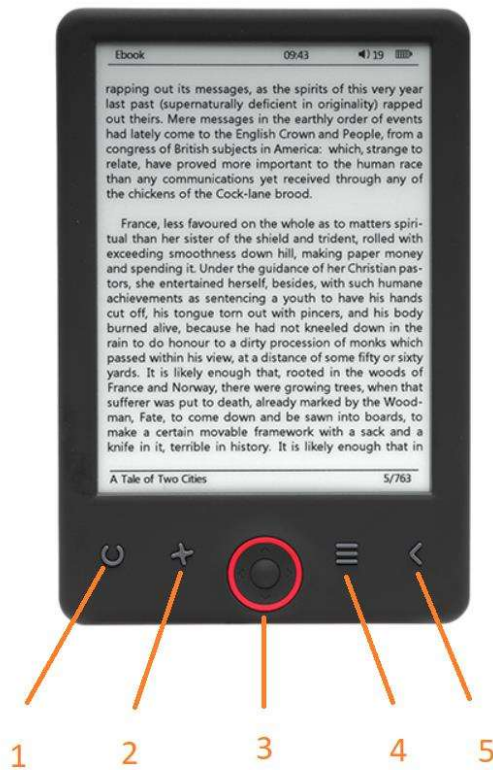 Ebook 09:43 19
rapping out its messages, as the spirits of this very year
last past (supernaturally deficient in originality) rapped
out theirs. Mere messages in the earthly order of events
had lately come to the English Crown and People, from a
congress of British subjects in America: which, strange to
relate, have proved more important to the human race
than any communications yet received through any of
the chickens of the Cock-lane brood.
France, less favoured on the whole as to matters spiri-
tual than her sister of the shield and trident, rolled with
exceeding smoothness down hill, making paper money
and spending it. Under the guidance of her Christian pas-
tors, she entertained herself, besides, with such humane
achievements as sentencing a youth to have his hands
cut off, his tongue torn out with pincers, and his body
burned alive, because he had not kneeled down in the
rain to do honour to a dirty procession of monks which
passed within his view, at a distance of some fifty or sixty
yards. It is likely enough that, rooted in the woods of
France and Norway, there were growing trees, when that
sufferer was put to death, already marked by the Wood-
man, Fate, to come down and be sawn into boards, to
make a certain movable framework with a sack and a
knife in it, terrible in history. It is likely enough that in
A Tale of Two Cities 5/763
1 2 3 4 5